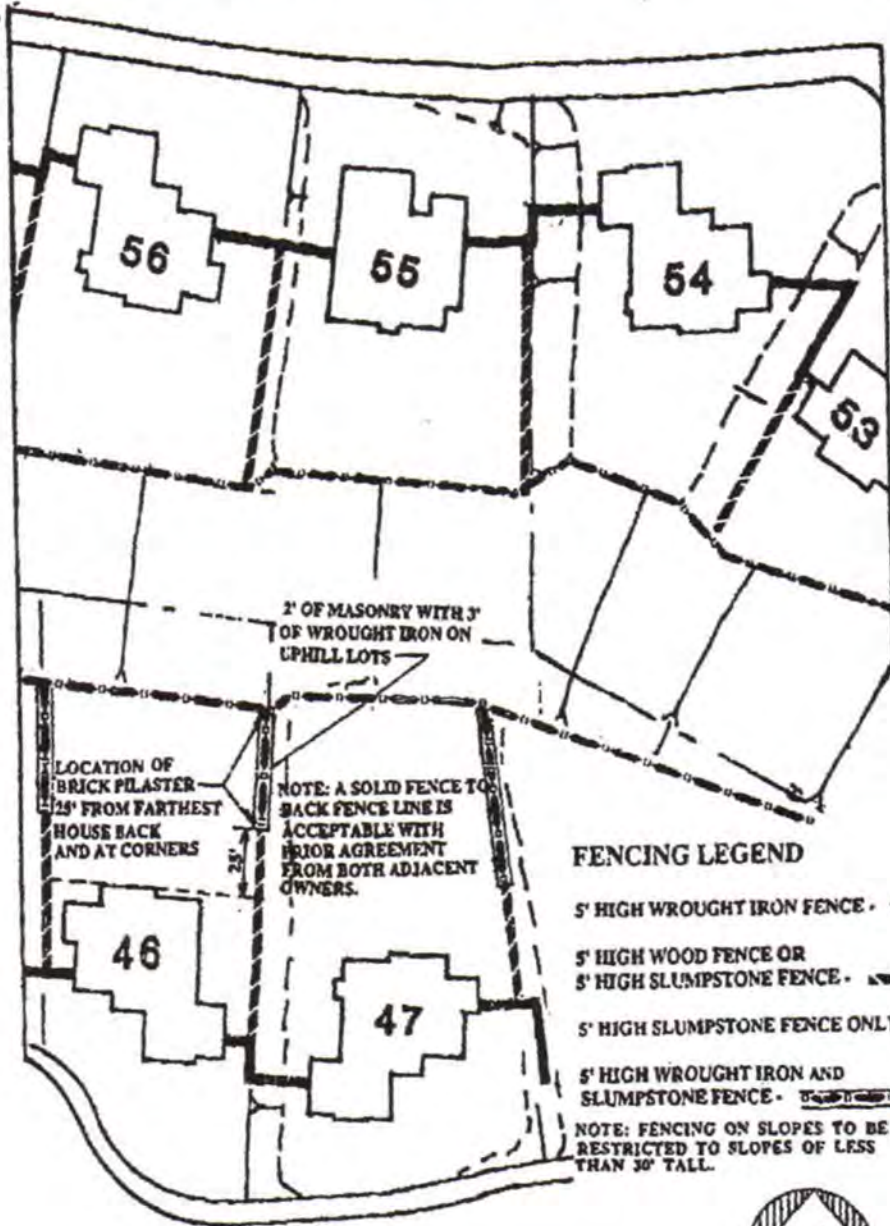 56
55
54
53
2' OF MASONRY WITH 3'
OF WROUGHT IRON ON
UPHILL LOTS
LOCATION OF
BRICK PILASTER
25' FROM FARTHEST
HOUSE BACK
AND AT CORNERS
NOTE: A SOLID FENCE TO
BACK FENCE LINE IS
ACCEPTABLE WITH
PRIOR AGREEMENT
FROM BOTH ADJACENT
OWNERS.
25'
46
47
FENCING LEGEND
5' HIGH WROUGHT IRON FENCE -
5' HIGH WOOD FENCE OR
5' HIGH SLUMPSTONE FENCE -
5' HIGH SLUMPSTONE FENCE ONLY
5' HIGH WROUGHT IRON AND
SLUMPSTONE FENCE -
NOTE: FENCING ON SLOPES TO BE
RESTRICTED TO SLOPES OF LESS
THAN 30' TALL.